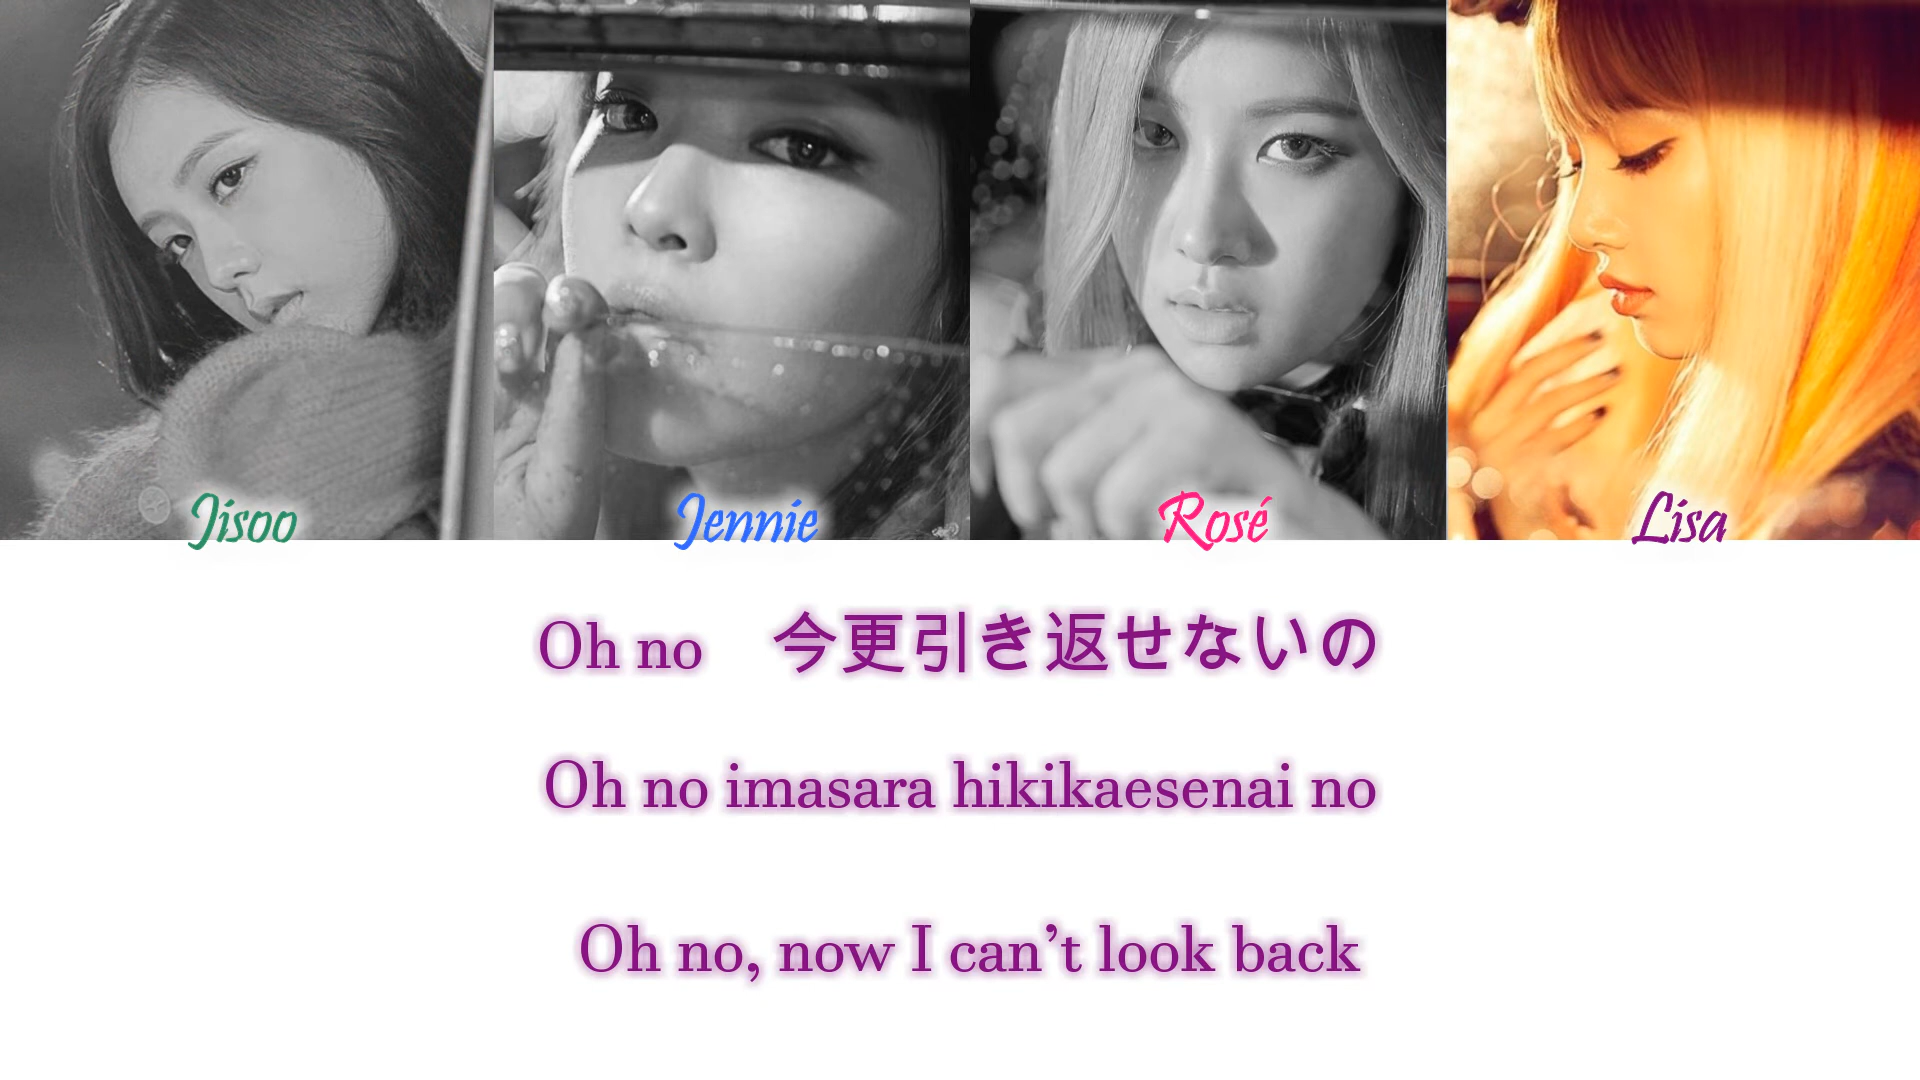 Jisoo
Jennie
Rosé
Lisa
Oh no　今更引き返せないの
Oh no imasara hikikaesenai no
Oh no, now I can’t look back